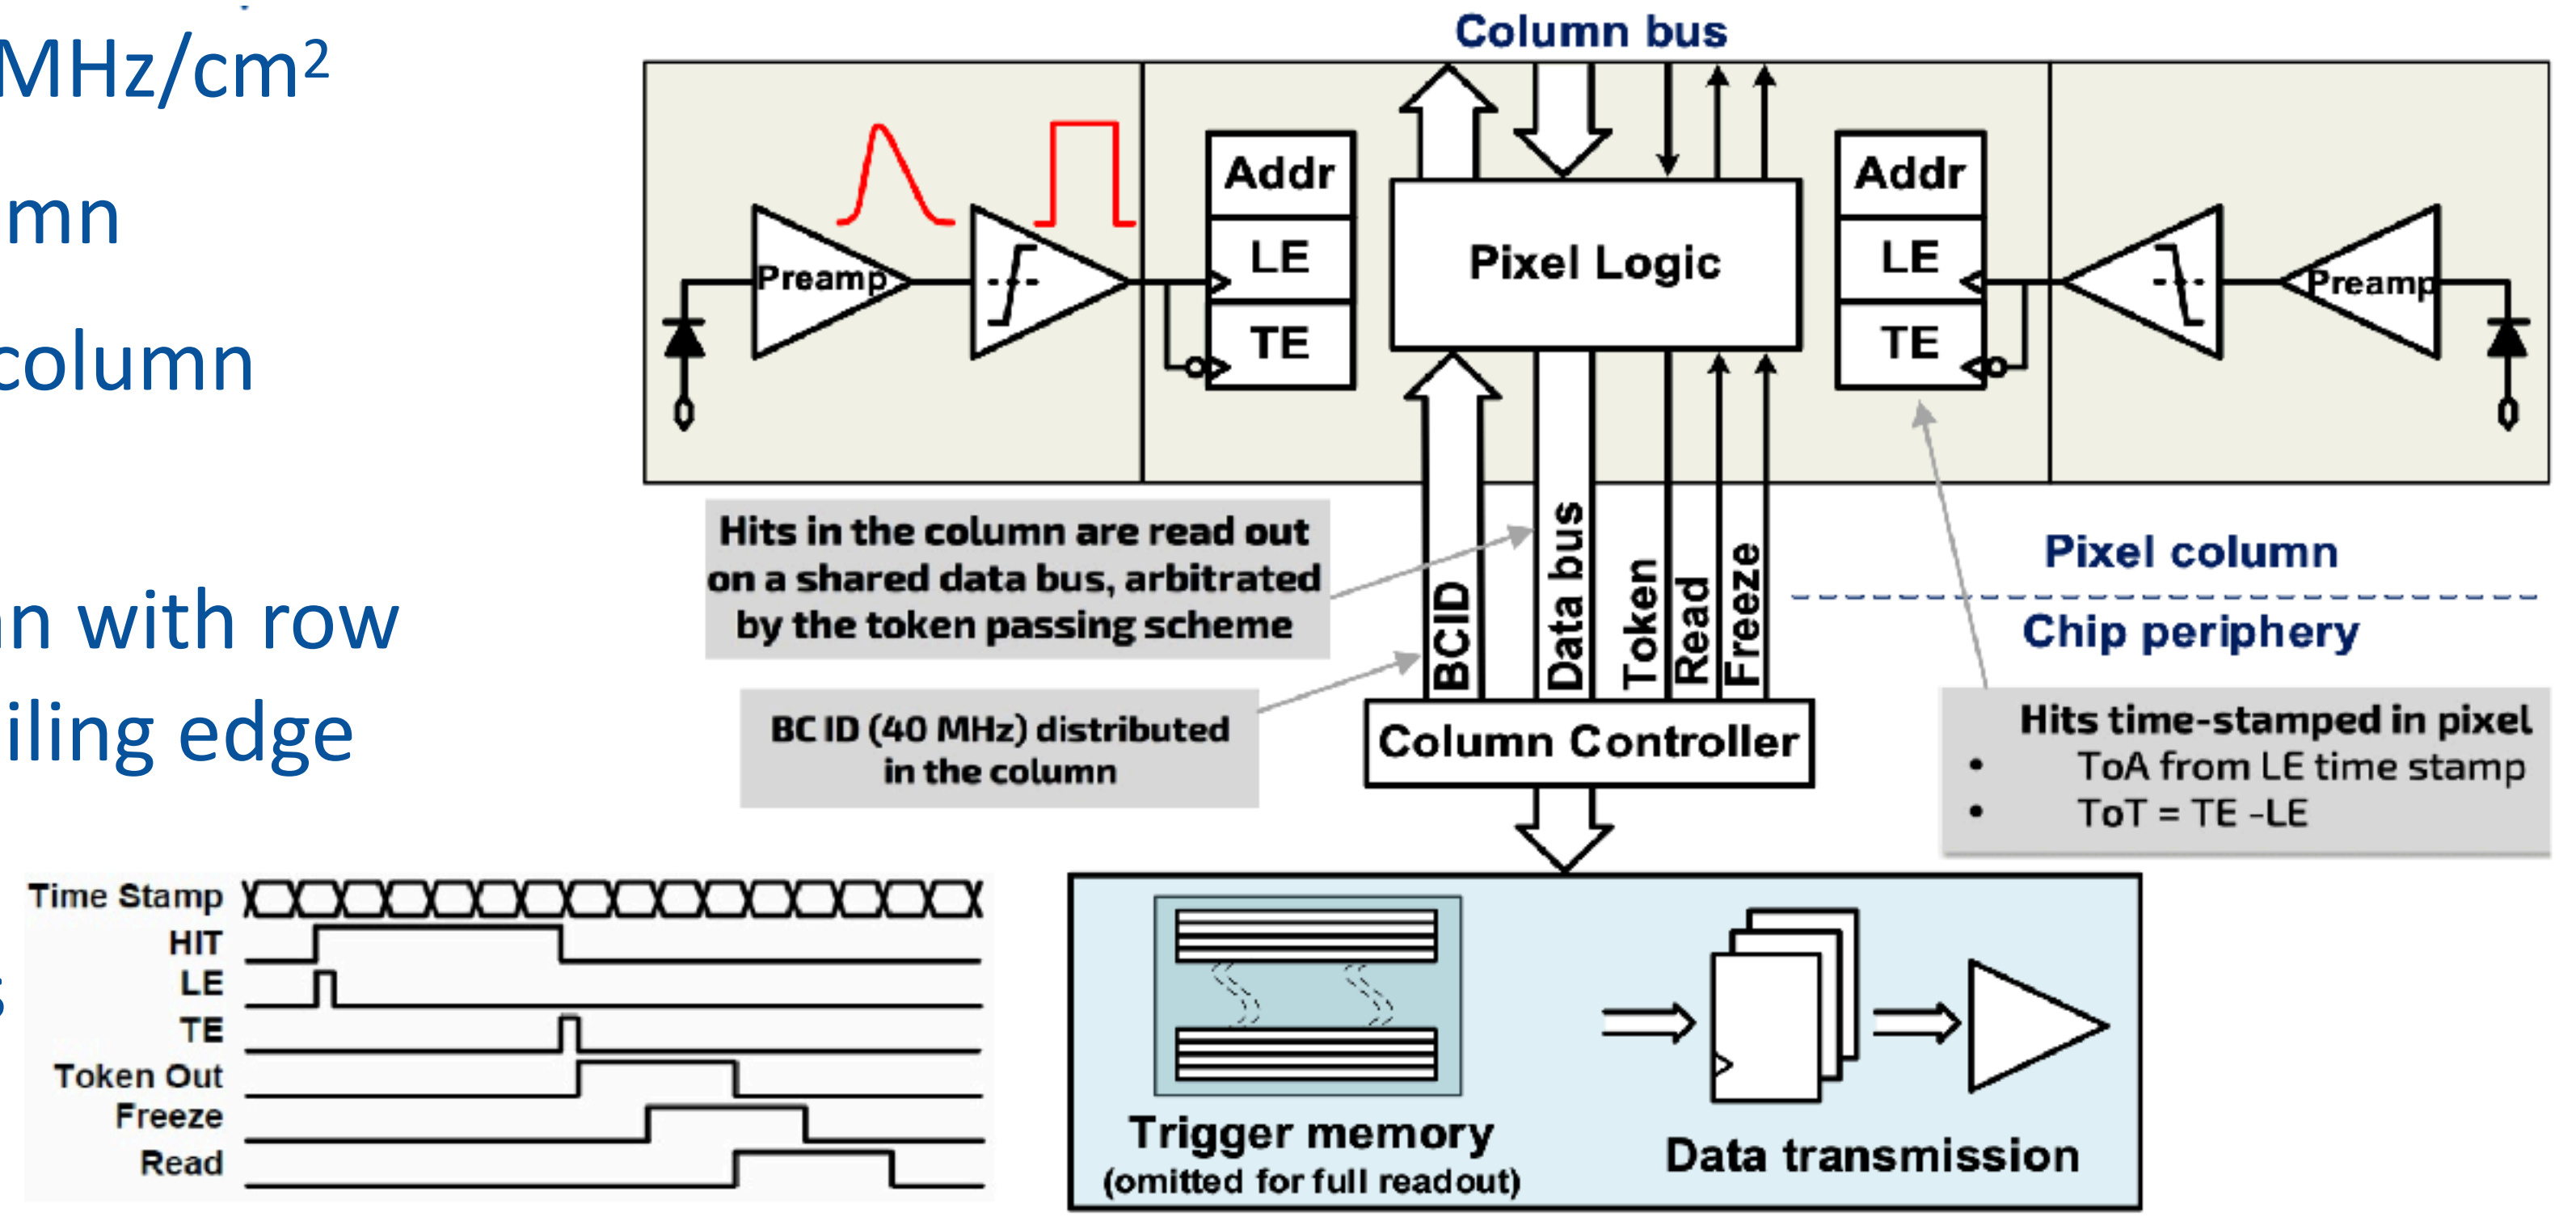 MHz/cm²
mn
column
n with row
iling edge
s
Column bus
Preamp
Addr
LE
TE
Pixel Logic
Addr
LE
TE
Preamp
Hits in the column are read out
on a shared data bus, arbitrated
by the token passing scheme
BC ID (40 MHz) distributed
in the column
BCID
Data bus
Token
Read
Freeze
Pixel column
Chip periphery
Column Controller
Hits time-stamped in pixel
• ToA from LE time stamp
• ToT = TE -LE
Time Stamp
HIT
LE
TE
Token Out
Freeze
Read
Trigger memory
(omitted for full readout)
Data transmission